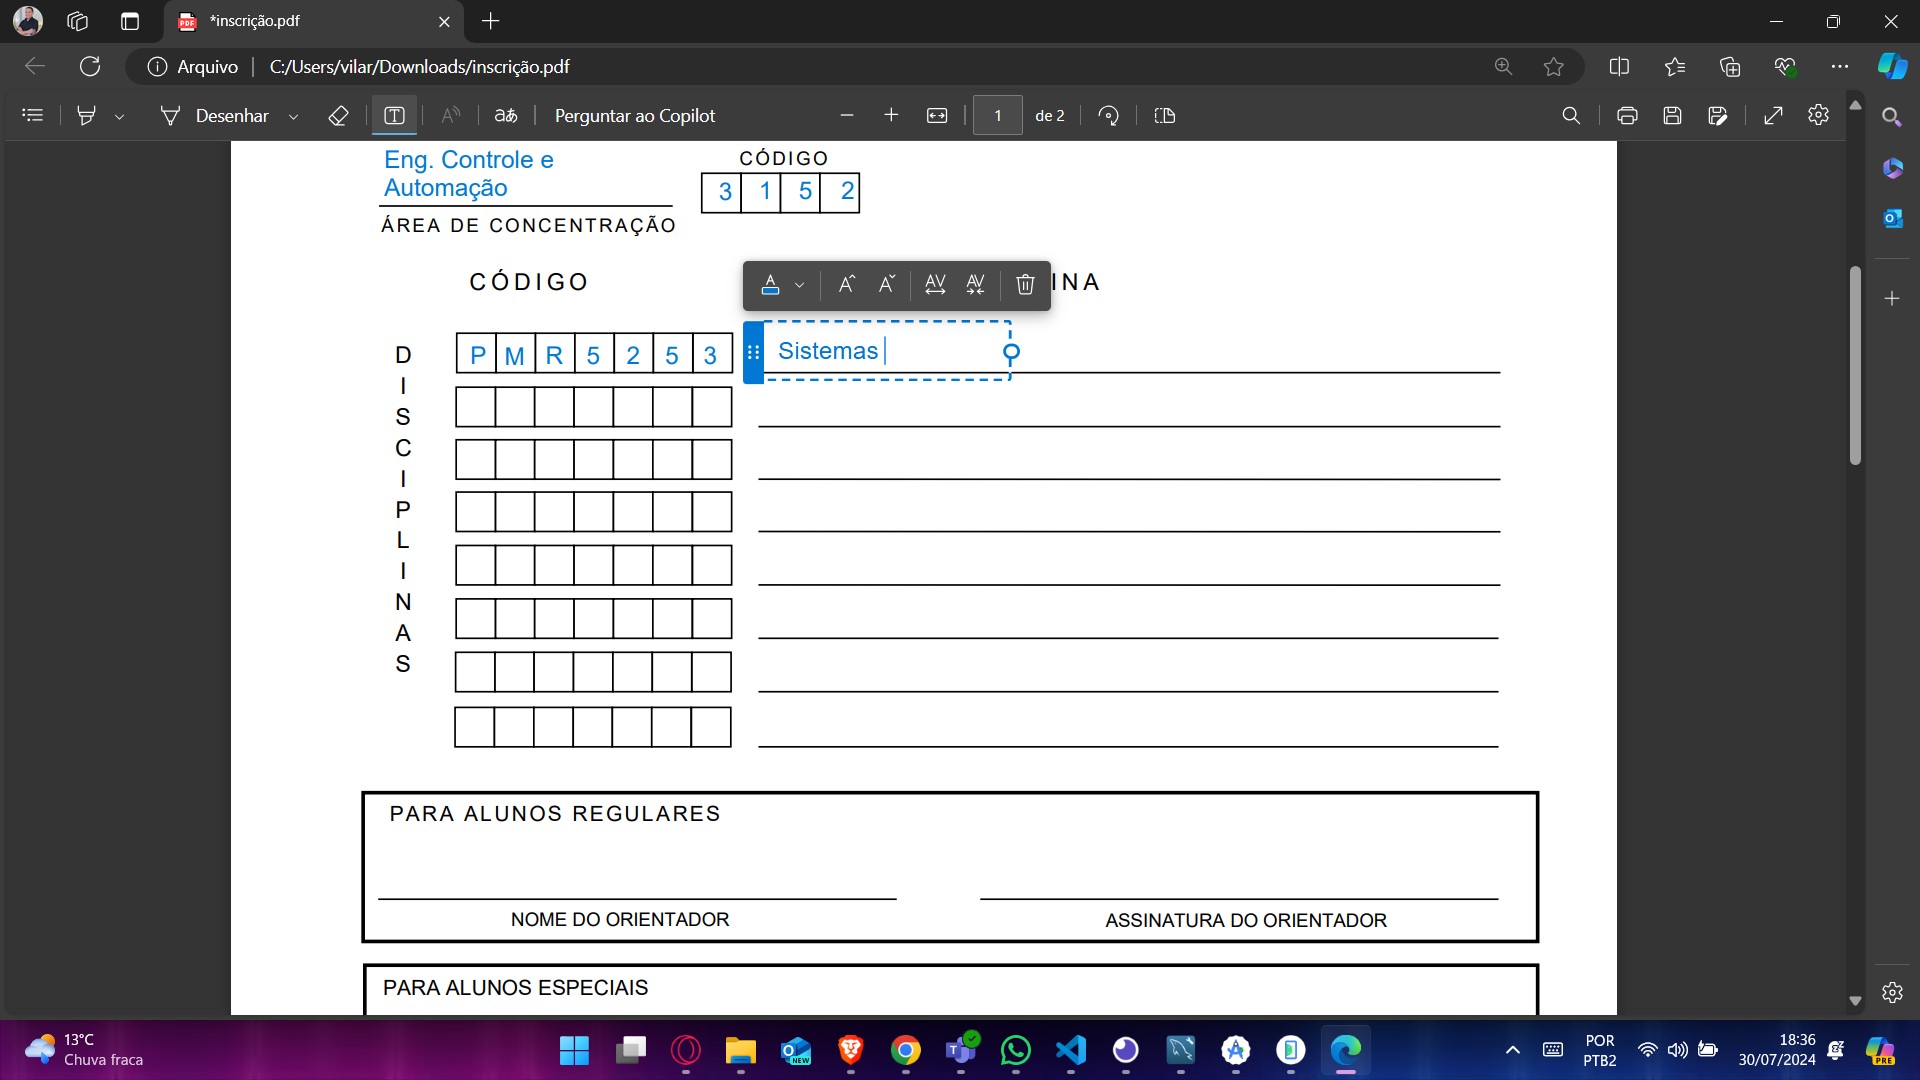 *inscrição.pdf
Arquivo
C:/Users/vilar/Downloads/inscrição.pdf
Desenhar
Perguntar ao Copilot
1
de 2
Eng. Controle e
Automação
ÁREA DE CONCENTRAÇÃO
CÓDIGO
3 1 5 2
CÓDIGO
INA
DISCIPLINAS
P M R 5 2 5 3
Sistemas
PARA ALUNOS REGULARES
NOME DO ORIENTADOR
ASSINATURA DO ORIENTADOR
PARA ALUNOS ESPECIAIS
13°C
Chuva fraca
POR
PTB2
18:36
30/07/2024